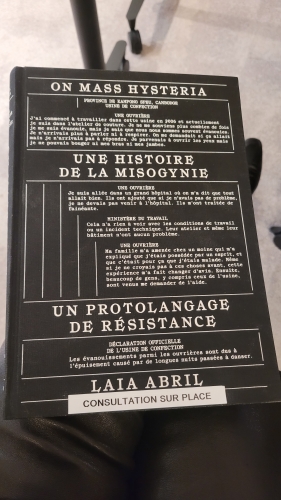 ON MASS HYSTERIA
PROVINCE DE KAMPONG SPEU, CAMBODGE
USINE DE CONFECTION
UNE OUVRIÈRE
J'ai commencé à travailler dans cette usine en 2006 et actuellement
je suis dans l'atelier de couture. Je ne me souviens plus combien de fois
je me suis évanouie, mais je sais que nous nous sommes souvent évanouies.
Je n'arrivais plus à parler ni à respirer. On me demandait si ça allait
mais je n'arrivais pas à répondre. Je parvenais à ouvrir les yeux mais
je ne pouvais bouger ni mes bras ni mes jambes.
UNE HISTOIRE
DE LA MISOGYNIE
UNE OUVRIÈRE
Je suis allée dans un grand hôpital où on m'a dit que tout
allait bien. Ils ont ajouté que si je n'avais pas de problème,
je ne devais pas venir à l'hôpital. Ils m'ont traitée de
fainéante.
MINISTÈRE DU TRAVAIL
Cela n'a rien à voir avec les conditions de travail
ou un incident technique. Leur atelier et même leur
bâtiment n'ont aucun problème.
UNE OUVRIÈRE
Ma famille m'a amenée chez un moine qui m'a
expliqué que j'étais possédée par un esprit, et
que c'était pour ça que j'étais malade. Même
si je ne croyais pas à ces choses avant, cette
expérience m'a fait changer d'avis. Ensuite,
beaucoup de gens, y compris ceux de l'usine,
sont venus me demander de l'aide.
UN PROTOLANGAGE
DE RÉSISTANCE
DÉCLARATION OFFICIELLE
DE L'USINE DE CONFECTION
Les évanouissements parmi les ouvrières sont dus à
l'épuisement causé par de longues nuits passées à danser.
LAIA ABRIL
CONSULTATION SUR PLACE